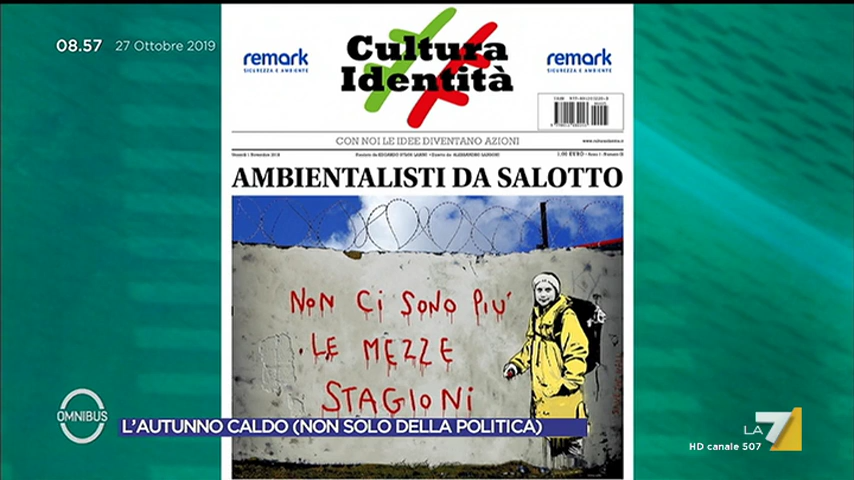 08.57 27 Ottobre 2019
remark
SICUREZZA E AMBIENTE
Cultura
Identità
remark
SICUREZZA E AMBIENTE
CON NOI LE IDEE DIVENTANO AZIONI
AMBIENTALISTI DA SALOTTO
NON CI SONO PIU'
LE MEZZE
STAGIONI
OMNIBUS
L'AUTUNNO CALDO (NON SOLO DELLA POLITICA)
LA 7
HD canale 507